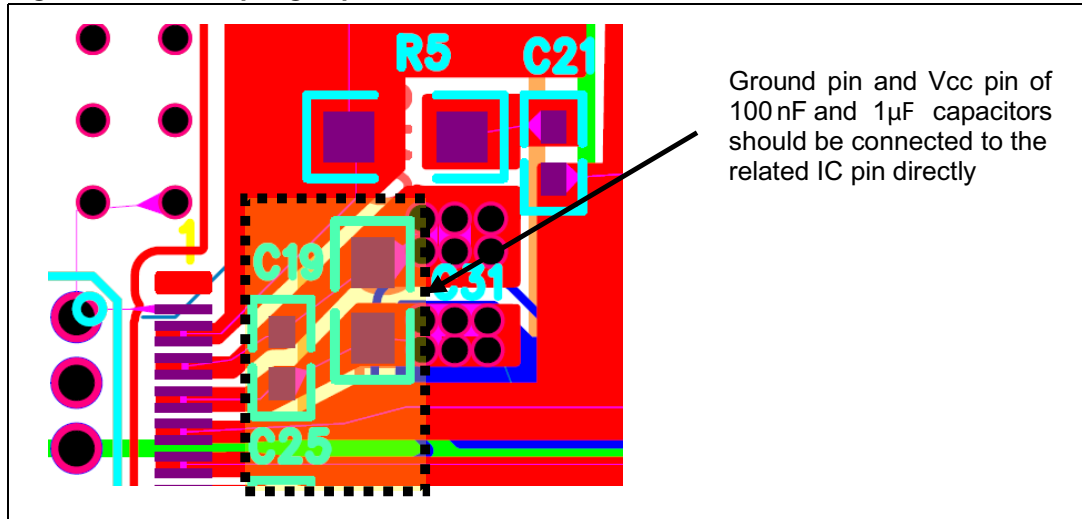 R5
C21
Ground pin and Vcc pin of
100 nF and 1µF capacitors
should be connected to the
related IC pin directly
1
C19
C31
C25